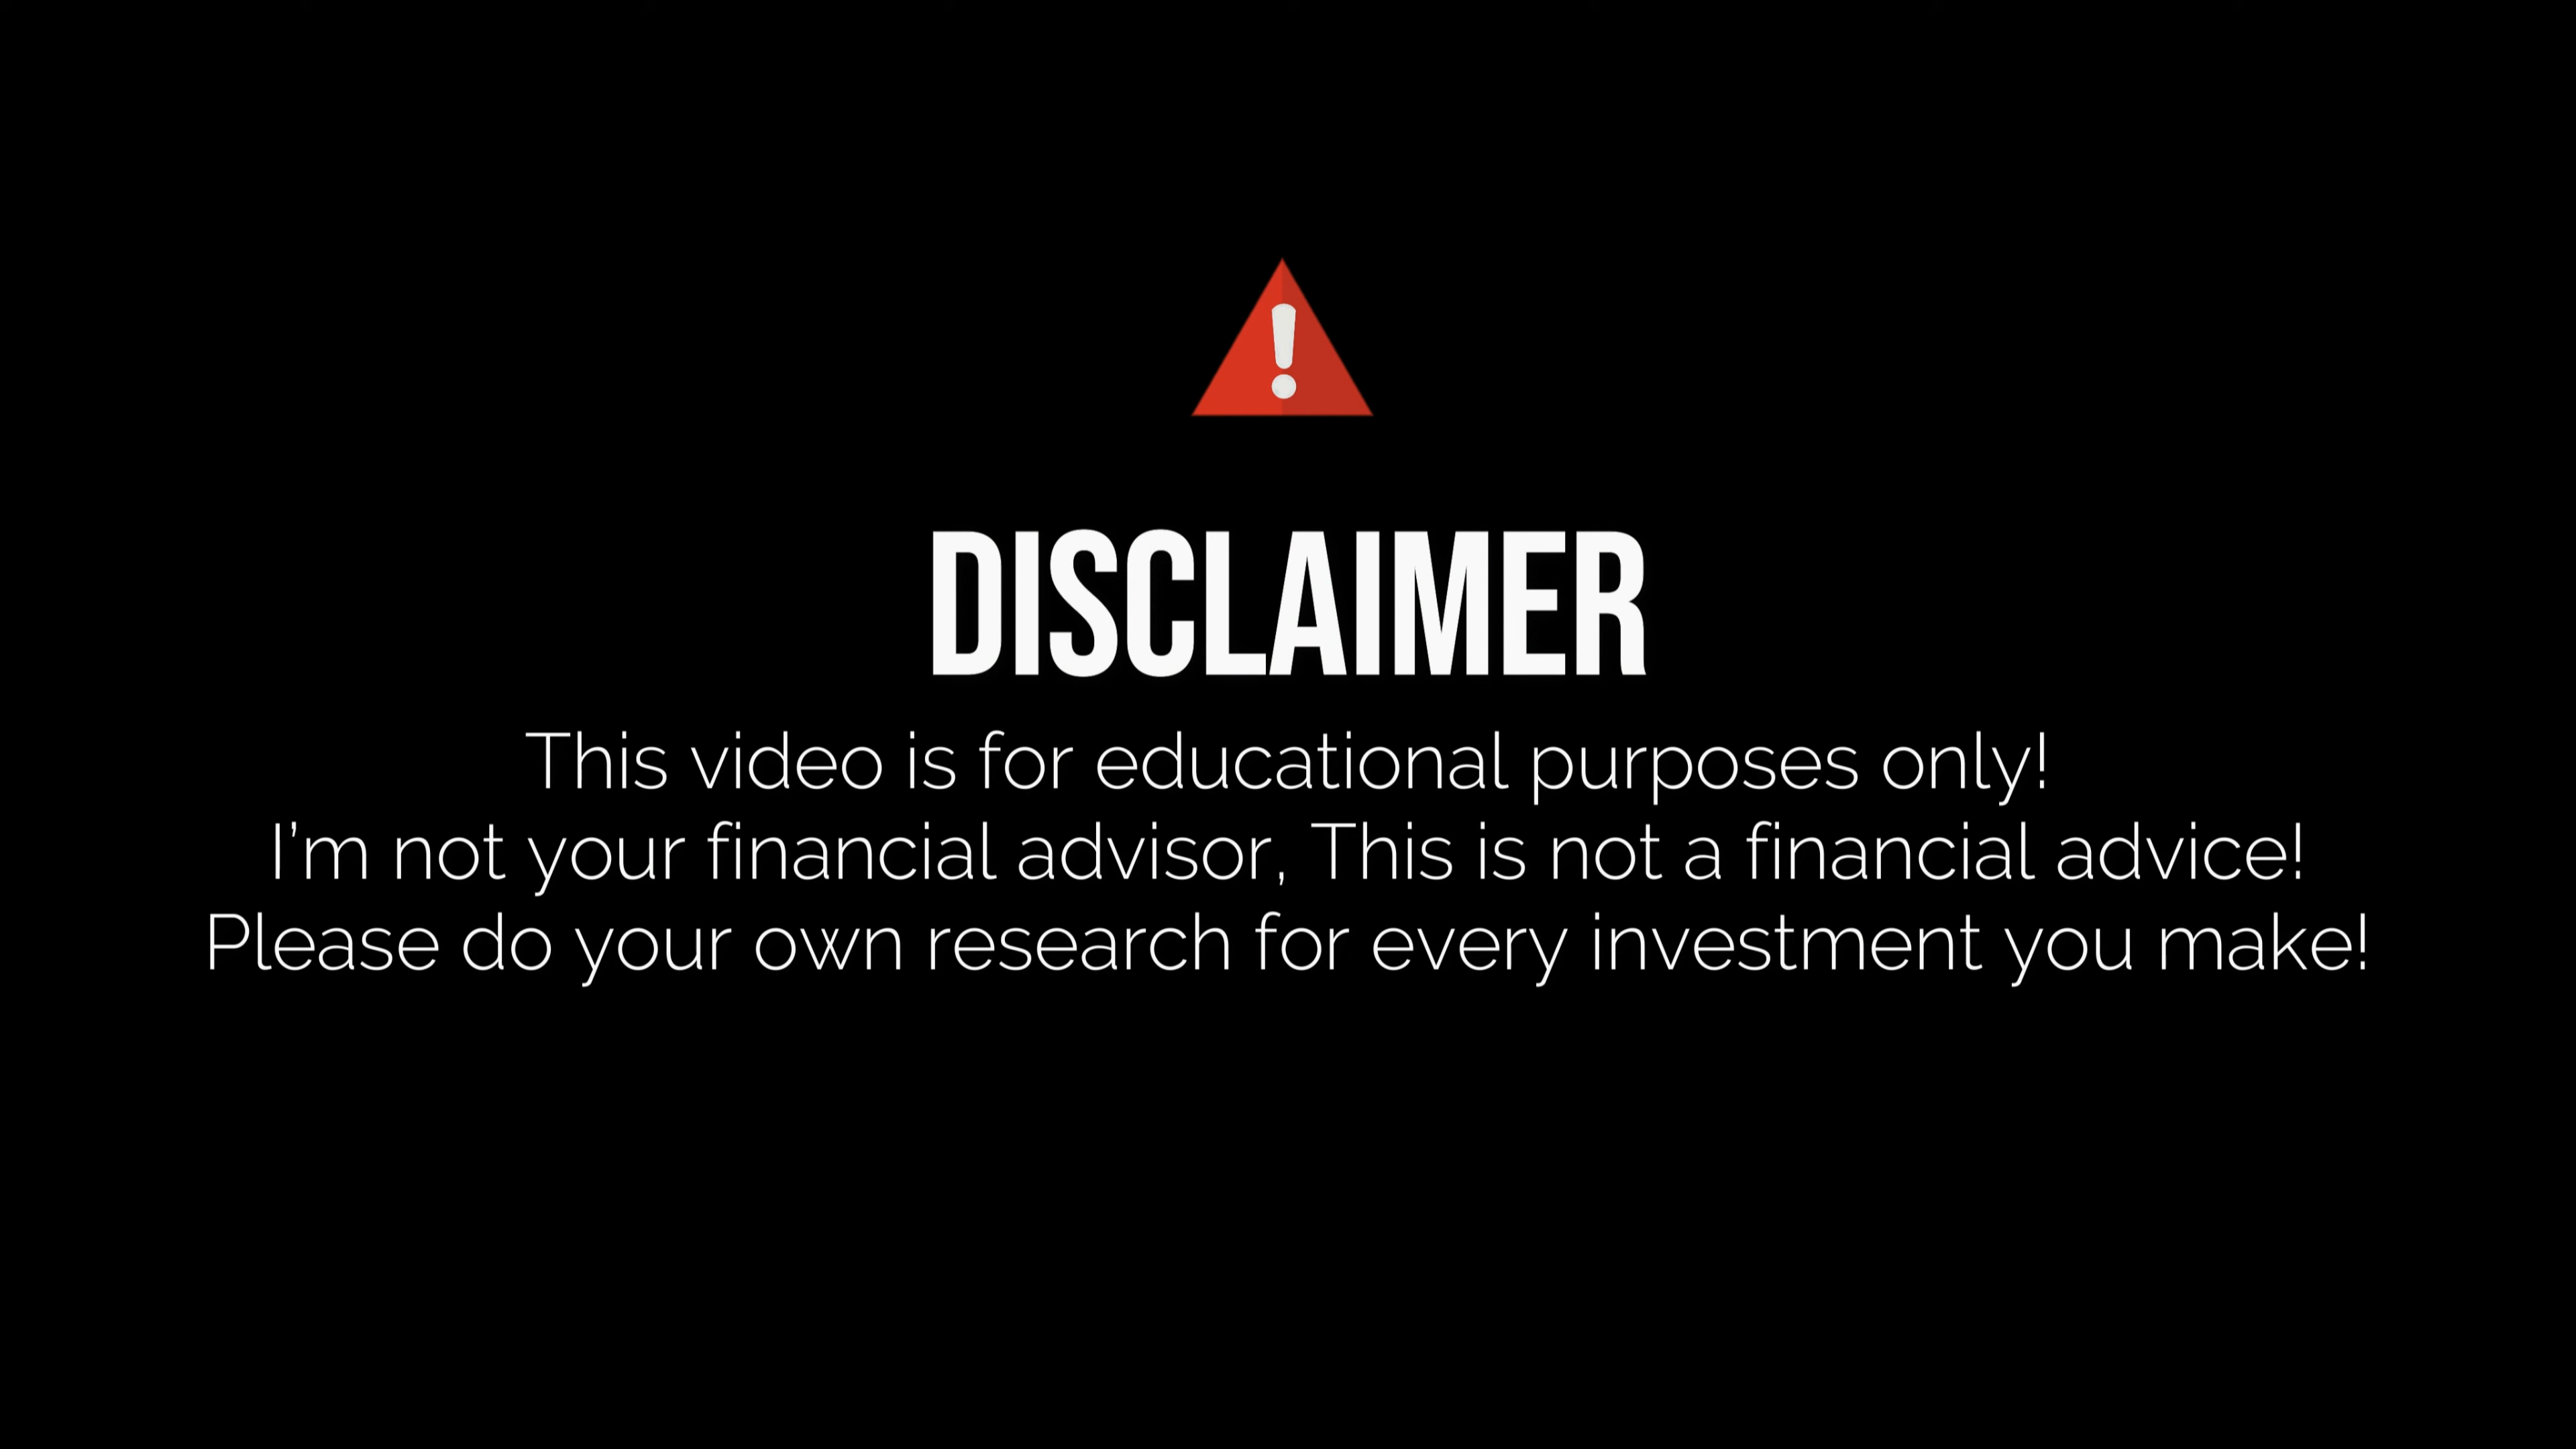 DISCLAIMER
This video is for educational purposes only!
I'm not your financial advisor, This is not a financial advice!
Please do your own research for every investment you make!